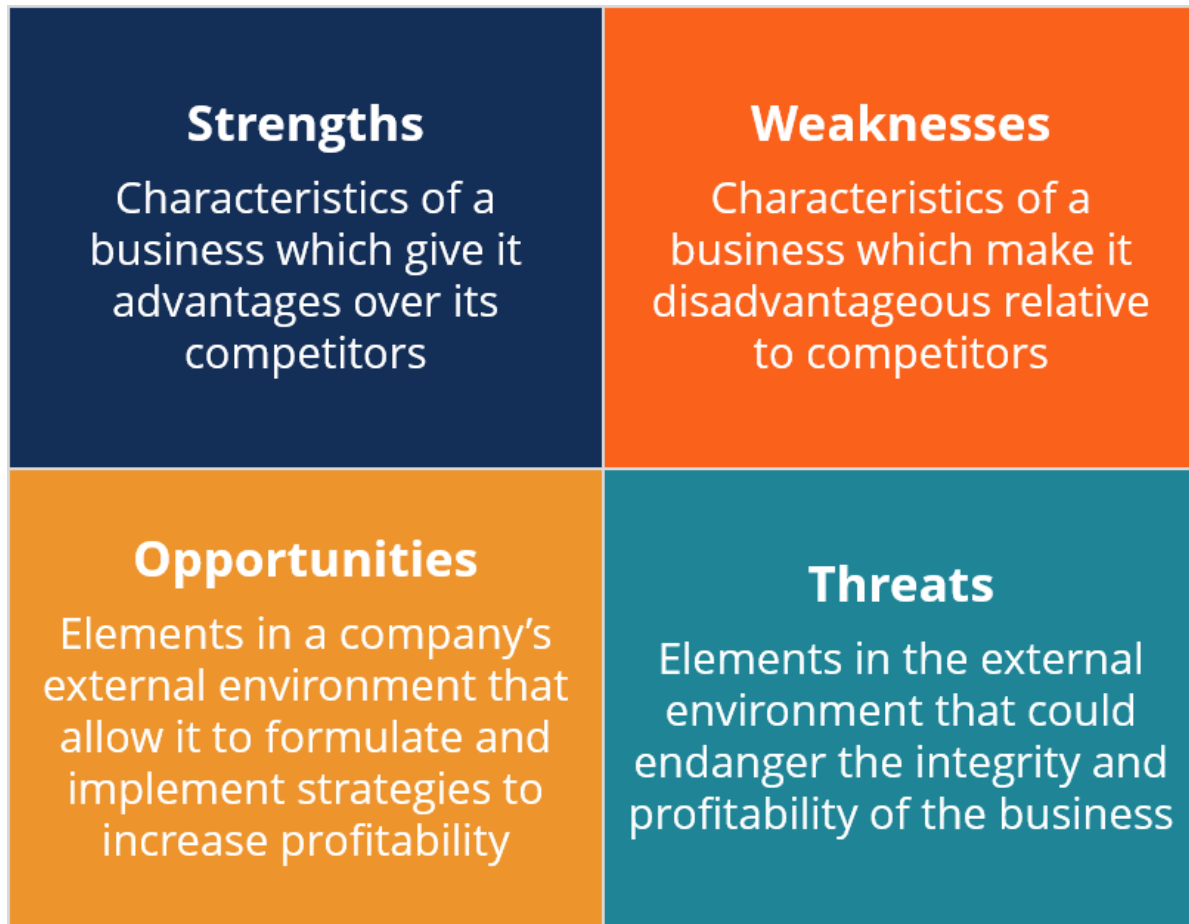 Strengths
Characteristics of a
business which give it
advantages over its
competitors
Weaknesses
Characteristics of a
business which make it
disadvantageous relative
to competitors
Opportunities
Elements in a company’s
external environment that
allow it to formulate and
implement strategies to
increase profitability
Threats
Elements in the external
environment that could
endanger the integrity and
profitability of the business